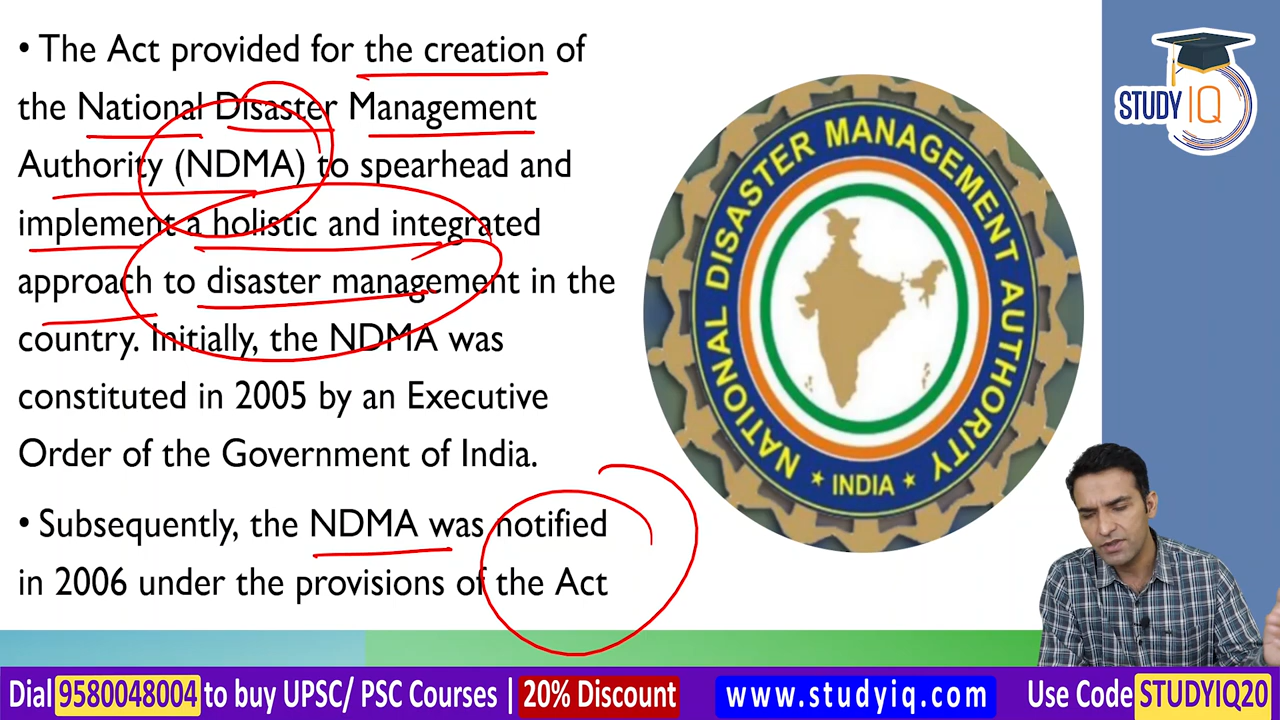 • The Act provided for the creation of
the National Disaster Management
Authority (NDMA) to spearhead and
implement a holistic and integrated
approach to disaster management in the
country. Initially, the NDMA was
constituted in 2005 by an Executive
Order of the Government of India.
• Subsequently, the NDMA was notified
in 2006 under the provisions of the Act
NATIONAL DISASTER MANAGEMENT AUTHORITY
★ INDIA ★
STUDY IQ
Dial 9580048004 to buy UPSC/ PSC Courses | 20% Discount
www.studyiq.com
Use Code STUDYIQ20